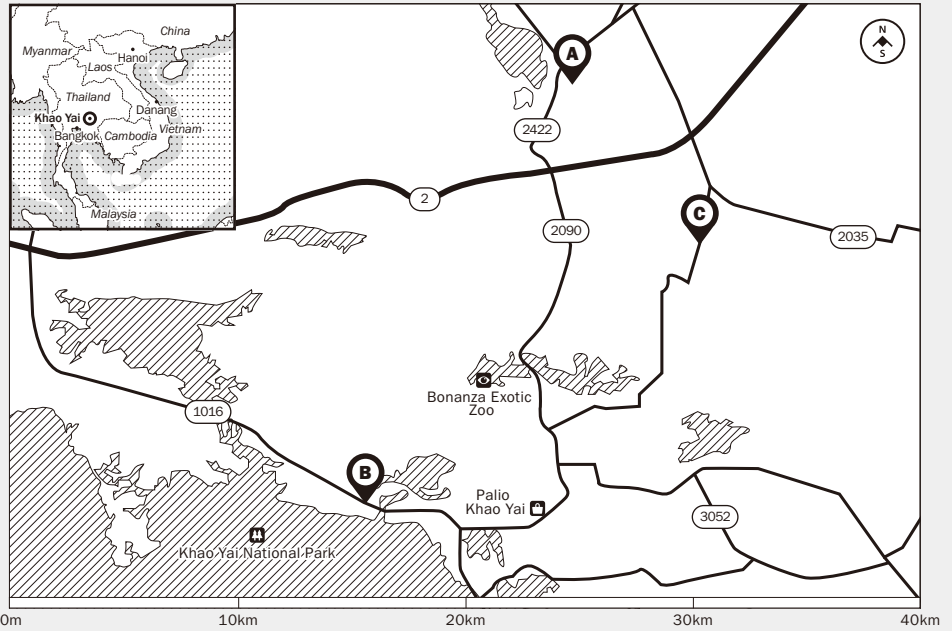 China
Myanmar
Hanoi
Laos
Thailand
Danang
Khao Yai
Bangkok
Cambodia
Vietnam
Malaysia
A
N
S
2422
2
C
2090
2035
Bonanza Exotic
Zoo
1016
B
Palio
Khao Yai
3052
Khao Yai National Park
0m
10km
20km
30km
40km